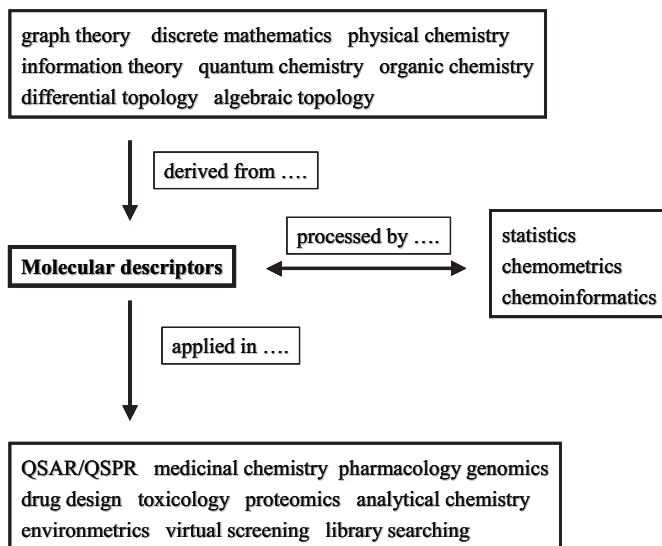 graph theory discrete mathematics physical chemistry
information theory quantum chemistry organic chemistry
differential topology algebraic topology
derived from ….
processed by ….
statistics
chemometrics
chemoinformatics
Molecular descriptors
applied in ….
QSAR/QSPR medicinal chemistry pharmacology genomics
drug design toxicology proteomics analytical chemistry
environmetrics virtual screening library searching